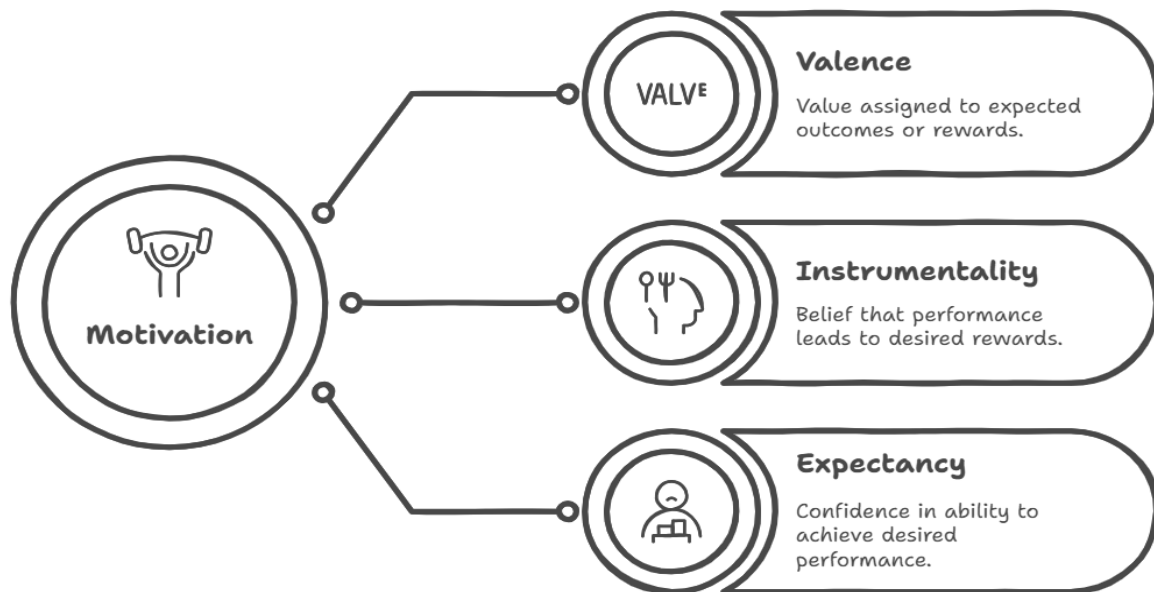 Motivation
VALVE
Valence
Value assigned to expected
outcomes or rewards.
Instrumentality
Belief that performance
leads to desired rewards.
Expectancy
Confidence in ability to
achieve desired
performance.